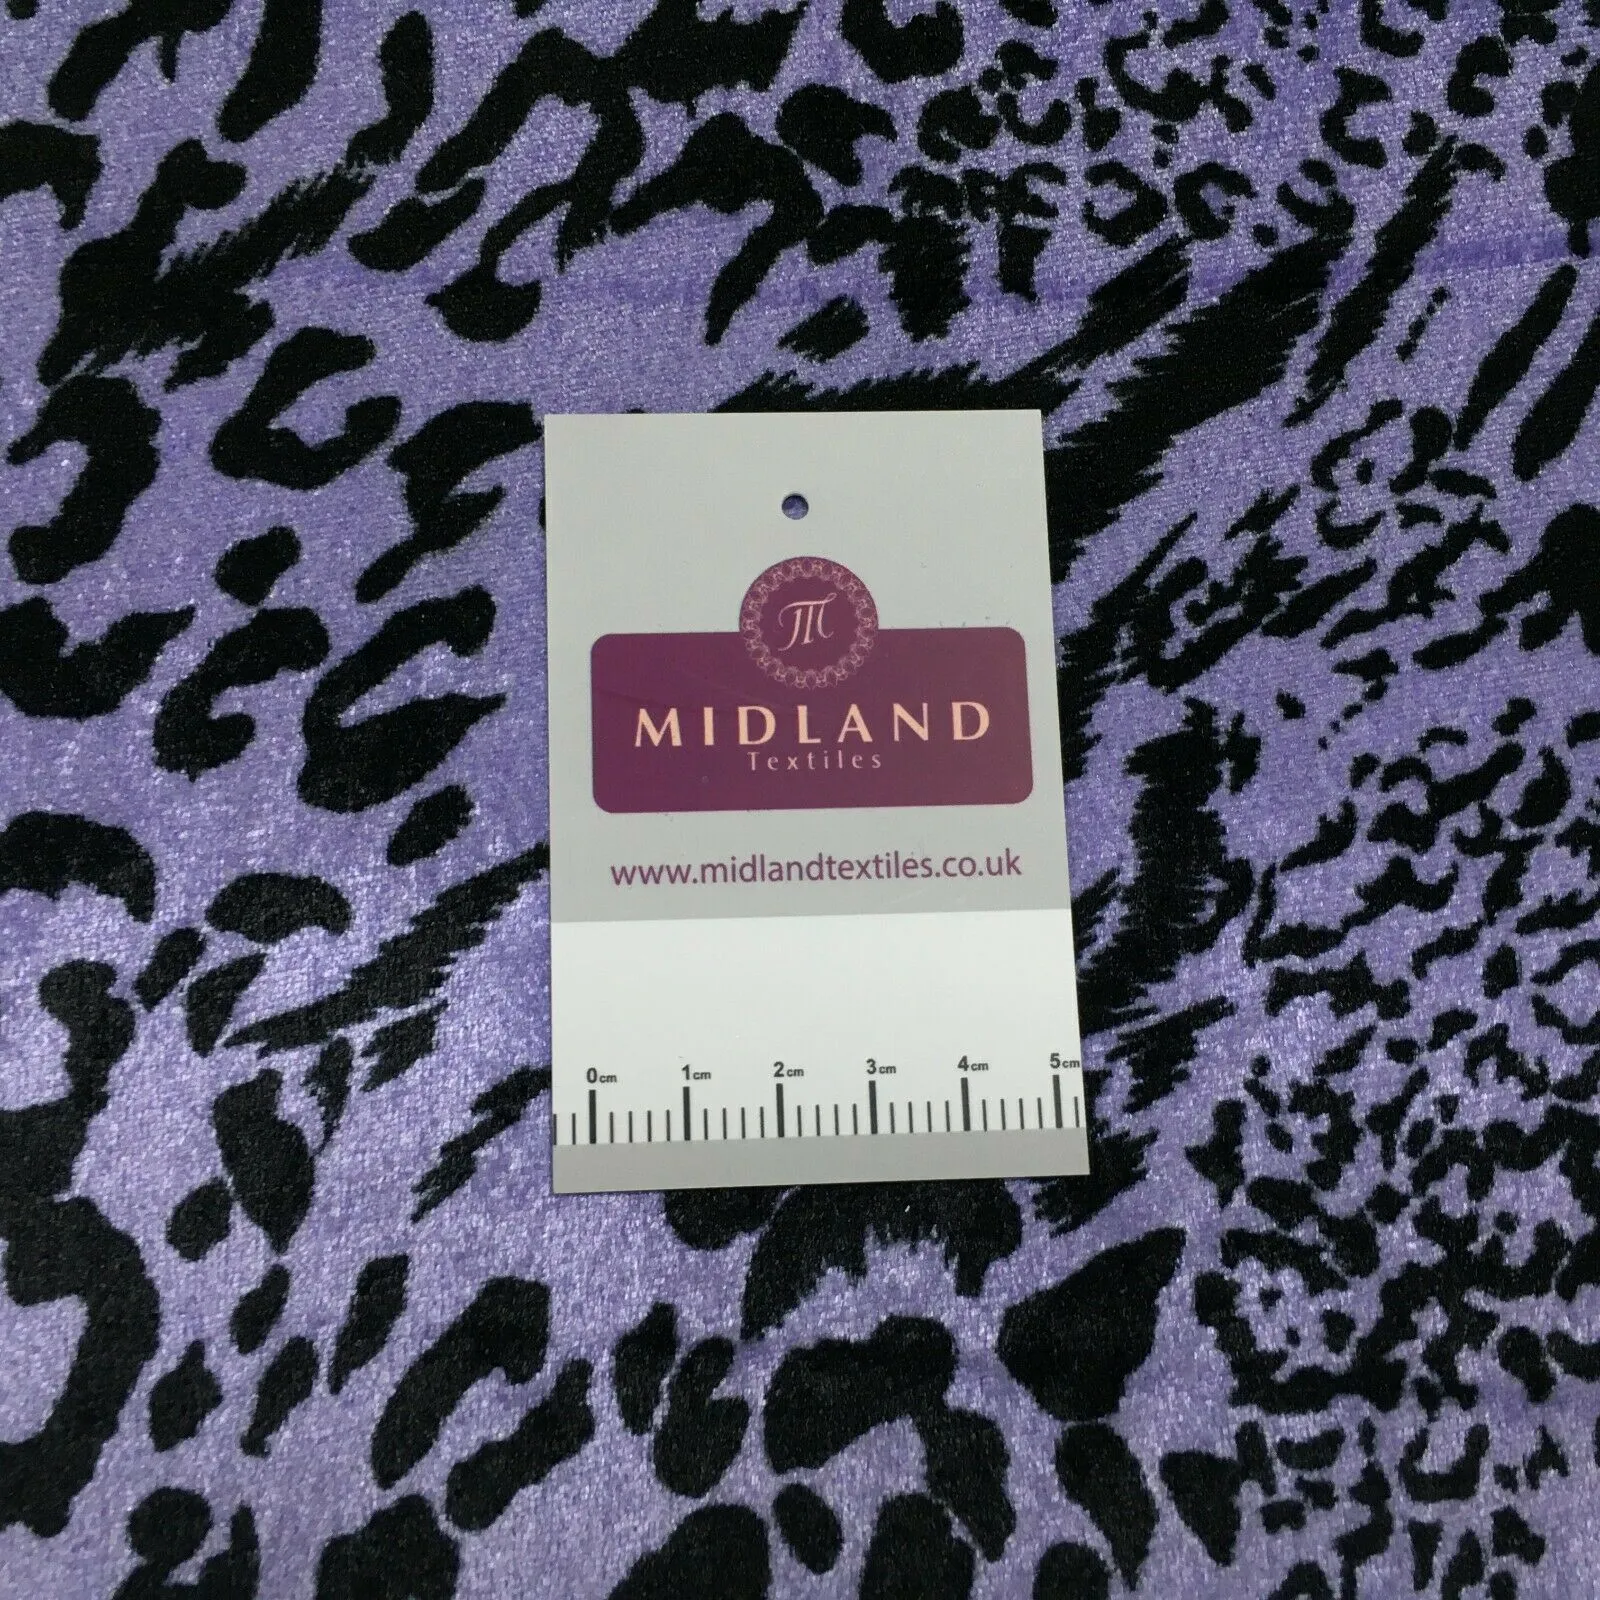 M
MIDLAND
Textiles
www.midlandtextiles.co.uk
0cm 1cm 2cm 3cm 4cm 5cm